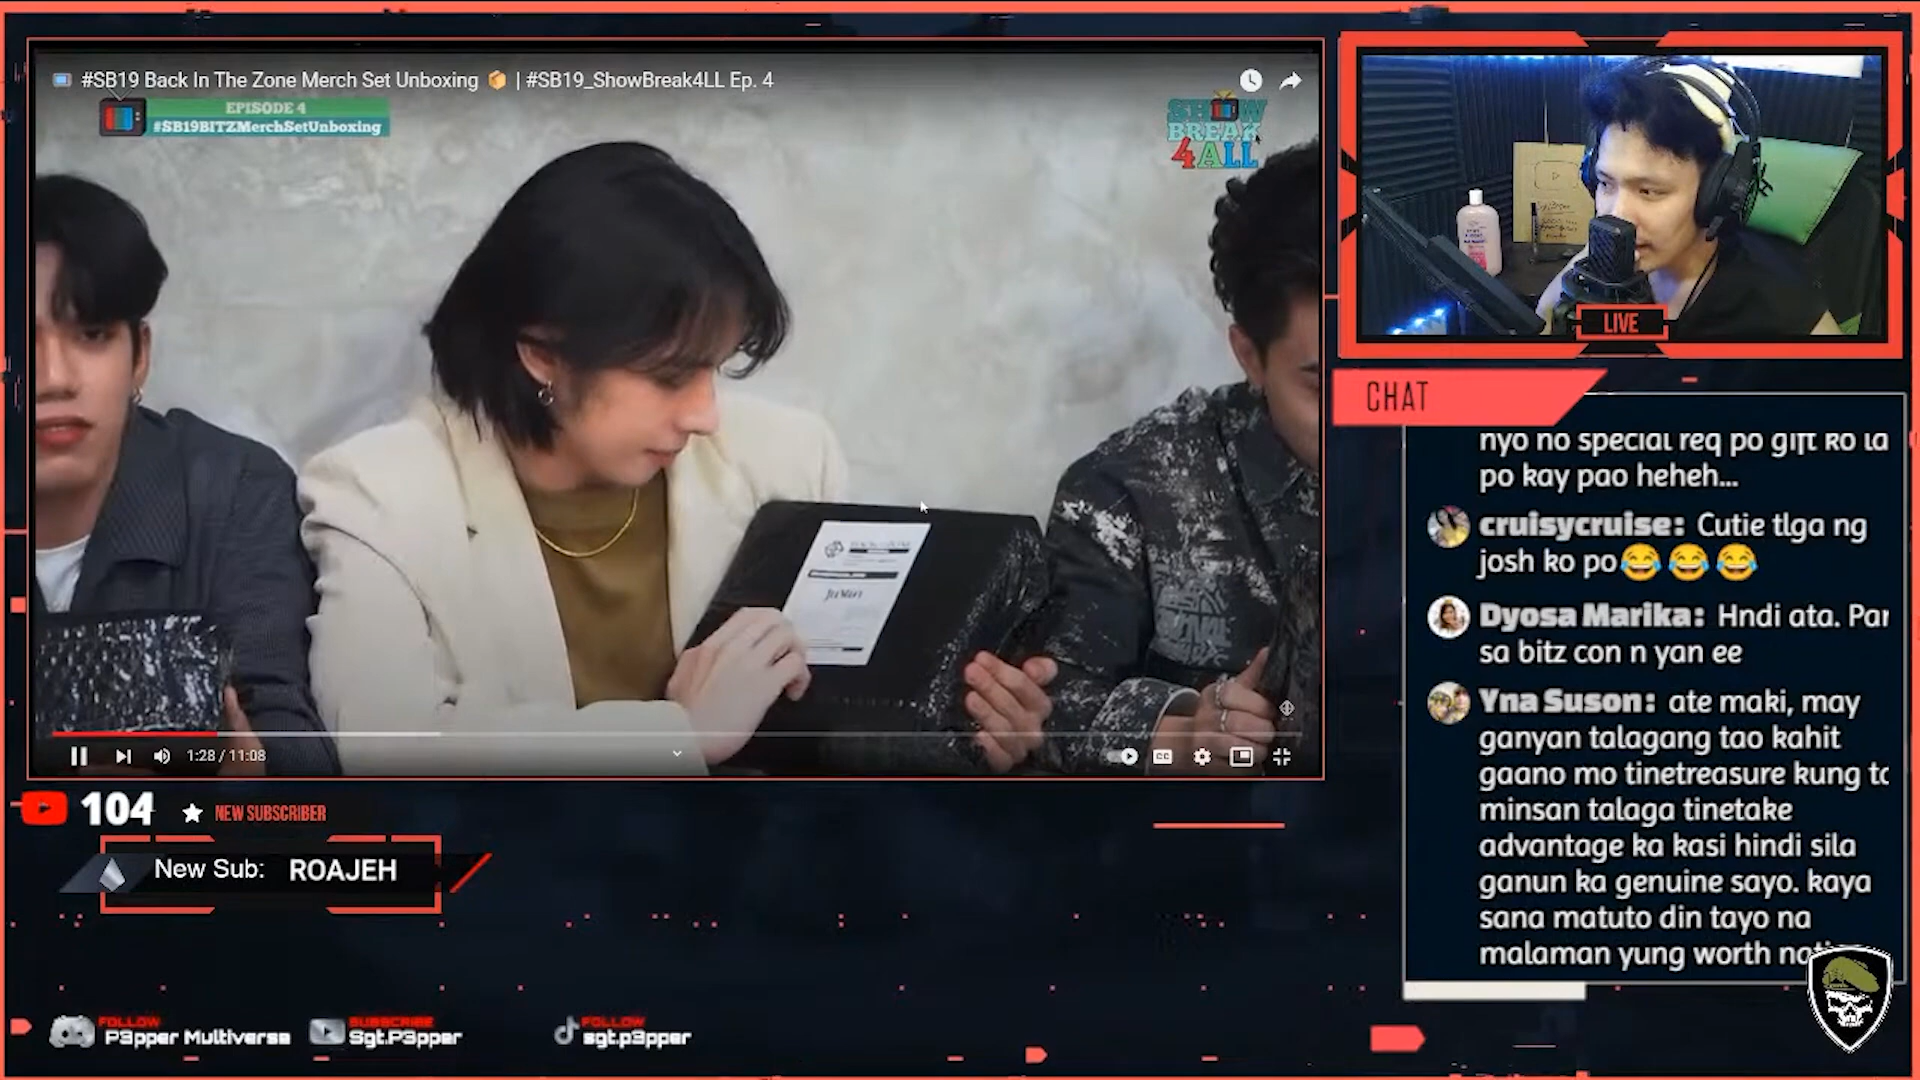 #SB19 Back In The Zone Merch Set Unboxing 📦 | #SB19_ShowBreak4LL Ep. 4
EPISODE 4
#SB19BITZMerchSetUnboxing
SHOW
BREAK
4ALL
1:28 / 11:08
CC
LIVE
CHAT
nyo no special req po gift ko la
po kay pao heheh...
cruisycruise: Cutie tlga ng
josh ko po😂😂😂
Dyosa Marika: Hndi ata. Par
sa bitz con n yan ee
Yna Suson: ate maki, may
ganyan talagang tao kahit
gaano mo tinetreasure kung to
minsan talaga tinetake
advantage ka kasi hindi sila
ganun ka genuine sayo. kaya
sana matuto din tayo na
malaman yung worth
104
NEW SUBSCRIBER
New Sub: ROAJEH
FOLLOW
P3pper Multiverse
SUBSCRIBE
Sgt.P3pper
FOLLOW
sgt.p3pper